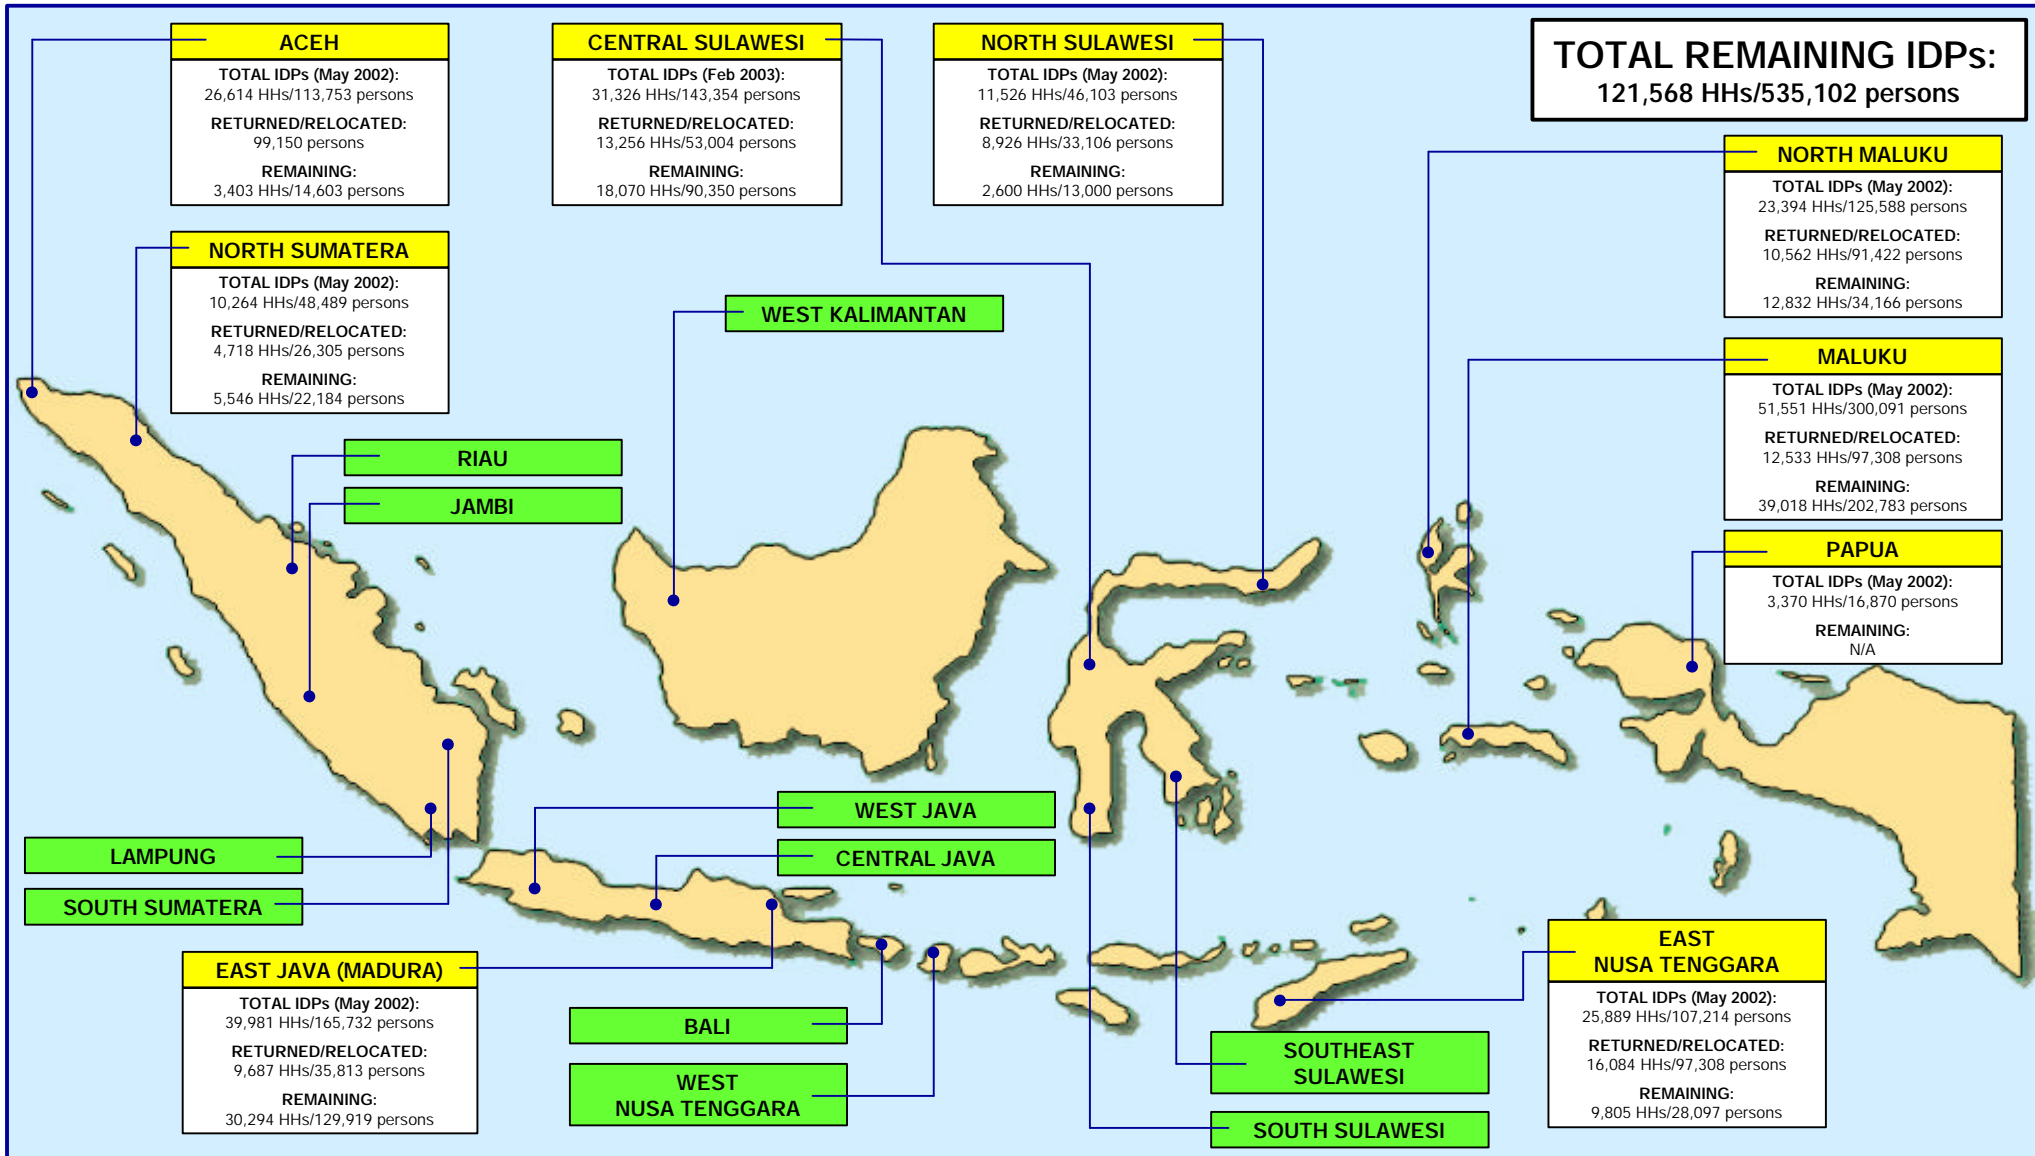 ACEH
TOTAL IDPs (May 2002):
26,614 HHs/113,753 persons
RETURNED/RELOCATED:
99,150 persons
REMAINING:
3,403 HHs/14,603 persons
CENTRAL SULAWESI
TOTAL IDPs (Feb 2003):
31,326 HHs/143,354 persons
RETURNED/RELOCATED:
13,256 HHs/53,004 persons
REMAINING:
18,070 HHs/90,350 persons
NORTH SULAWESI
TOTAL IDPs (May 2002):
11,526 HHs/46,103 persons
RETURNED/RELOCATED:
8,926 HHs/33,106 persons
REMAINING:
2,600 HHs/13,000 persons
TOTAL REMAINING IDPs:
121,568 HHs/535,102 persons
NORTH MALUKU
TOTAL IDPs (May 2002):
23,394 HHs/125,588 persons
RETURNED/RELOCATED:
10,562 HHs/91,422 persons
REMAINING:
12,832 HHs/34,166 persons
NORTH SUMATERA
TOTAL IDPs (May 2002):
10,264 HHs/48,489 persons
RETURNED/RELOCATED:
4,718 HHs/26,305 persons
REMAINING:
5,546 HHs/22,184 persons
WEST KALIMANTAN
MALUKU
TOTAL IDPs (May 2002):
51,551 HHs/300,091 persons
RETURNED/RELOCATED:
12,533 HHs/97,308 persons
REMAINING:
39,018 HHs/202,783 persons
RIAU
JAMBI
PAPUA
TOTAL IDPs (May 2002):
3,370 HHs/16,870 persons
REMAINING:
N/A
WEST JAVA
CENTRAL JAVA
LAMPUNG
SOUTH SUMATERA
EAST JAVA (MADURA)
TOTAL IDPs (May 2002):
39,981 HHs/165,732 persons
RETURNED/RELOCATED:
9,687 HHs/35,813 persons
REMAINING:
30,294 HHs/129,919 persons
BALI
WEST
NUSA TENGGARA
SOUTHEAST
SULAWESI
SOUTH SULAWESI
EAST
NUSA TENGGARA
TOTAL IDPs (May 2002):
25,889 HHs/107,214 persons
RETURNED/RELOCATED:
16,084 HHs/97,308 persons
REMAINING:
9,805 HHs/28,097 persons